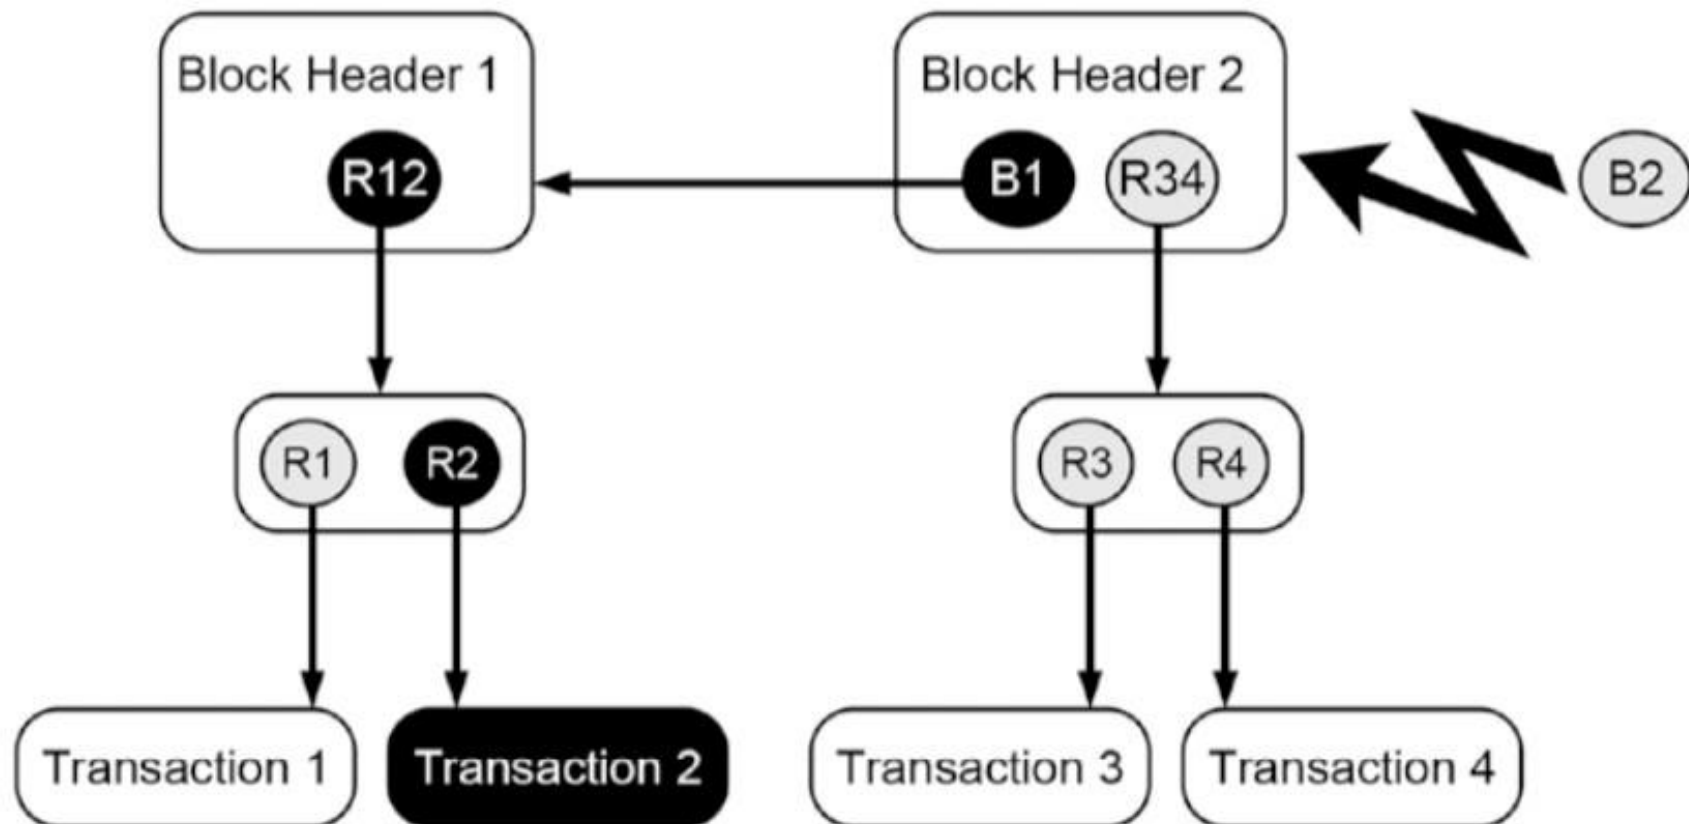 Block Header 1
Block Header 2
R12
B1
R34
B2
R1
R2
R3
R4
Transaction 1
Transaction 2
Transaction 3
Transaction 4